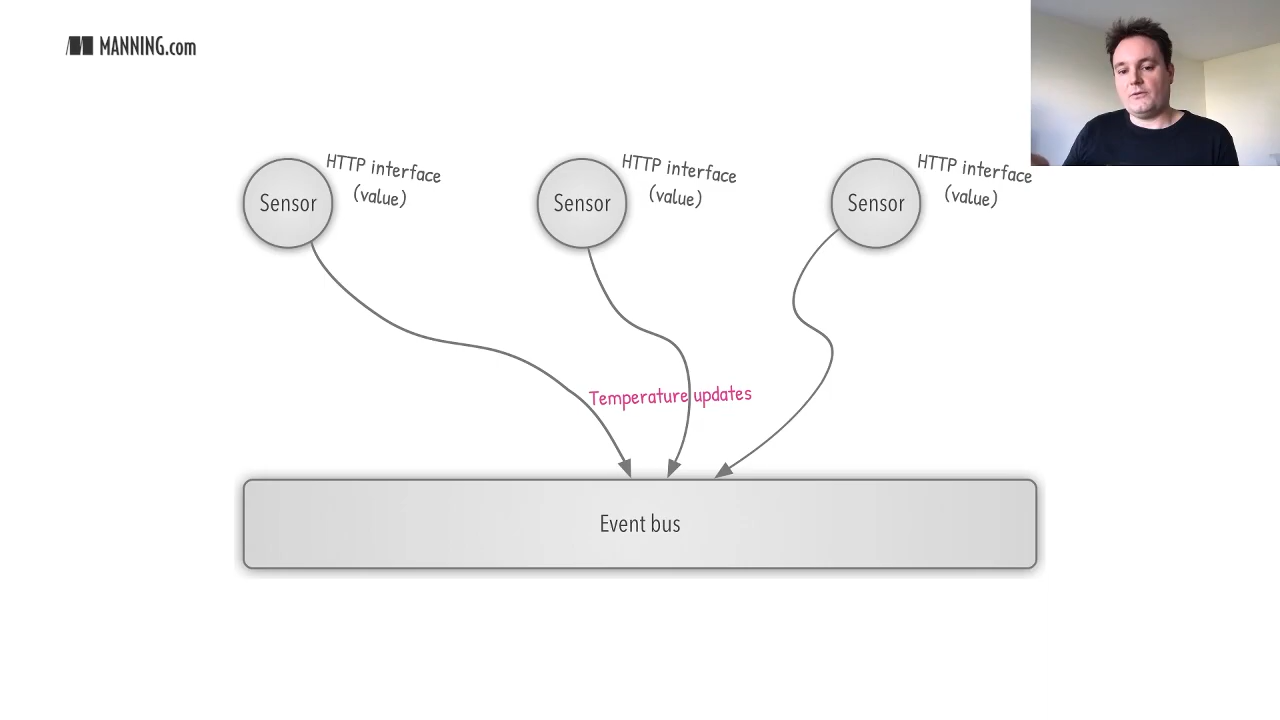 MANNING.com
HTTP interface
(value)
Sensor
HTTP interface
(value)
Sensor
HTTP interface
(value)
Sensor
Temperature updates
Event bus